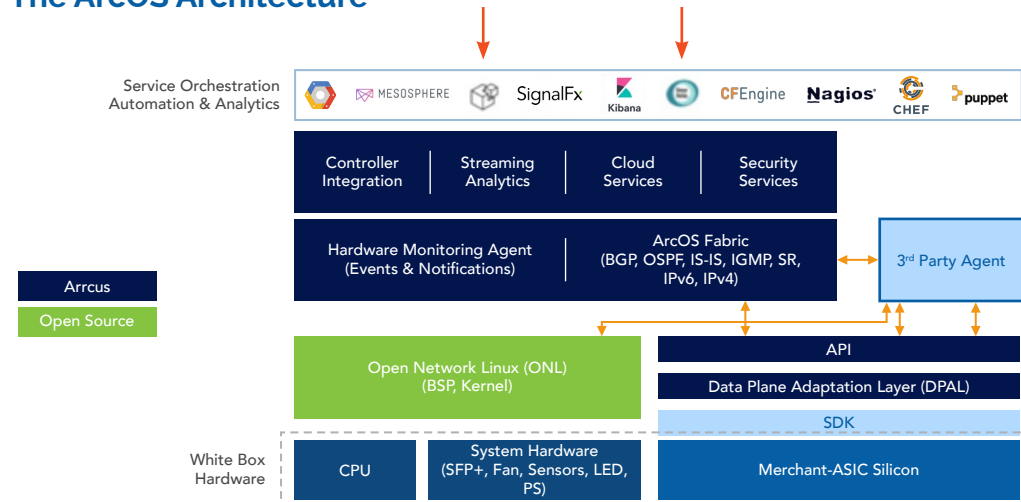 The ArcOS Architecture
Service Orchestration
Automation & Analytics
MESOSPHERE
SignalFx
Kibana
CFEngine
Nagios®
CHEF
puppet
Controller
Integration
Streaming
Analytics
Cloud
Services
Security
Services
Hardware Monitoring Agent
(Events & Notifications)
ArcOS Fabric
(BGP, OSPF, IS-IS, IGMP, SR,
IPv6, IPv4)
3rd Party Agent
Arrcus
Open Source
Open Network Linux (ONL)
(BSP, Kernel)
API
Data Plane Adaptation Layer (DPAL)
SDK
White Box
Hardware
CPU
System Hardware
(SFP+, Fan, Sensors, LED,
PS)
Merchant-ASIC Silicon